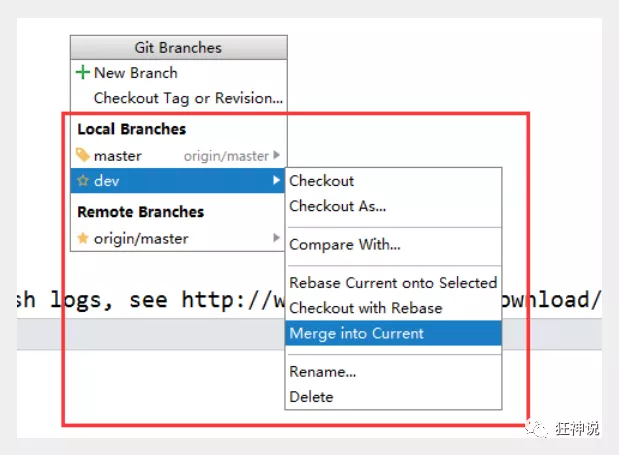 Git Branches
New Branch
Checkout Tag or Revision...
Local Branches
master origin/master
dev
Checkout
Checkout As...
Remote Branches
origin/master
Compare With...
Rebase Current onto Selected
sh logs, see http://w ownload/
Checkout with Rebase
Merge into Current
Rename...
Delete
狂神说